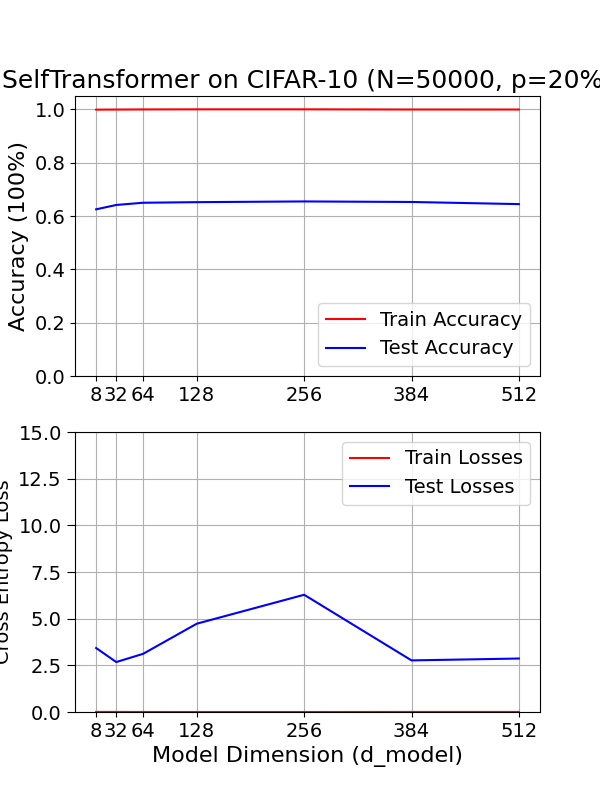 SelfTransformer on CIFAR-10 (N=50000, p=20%
Accuracy (100%)
1.0
0.8
0.6
0.4
0.2
0.0
8 32 64 128 256 384 512
Train Accuracy
Test Accuracy
Cross Entropy Loss
15.0
12.5
10.0
7.5
5.0
2.5
0.0
Train Losses
Test Losses
8 32 64 128 256 384 512
Model Dimension (d_model)